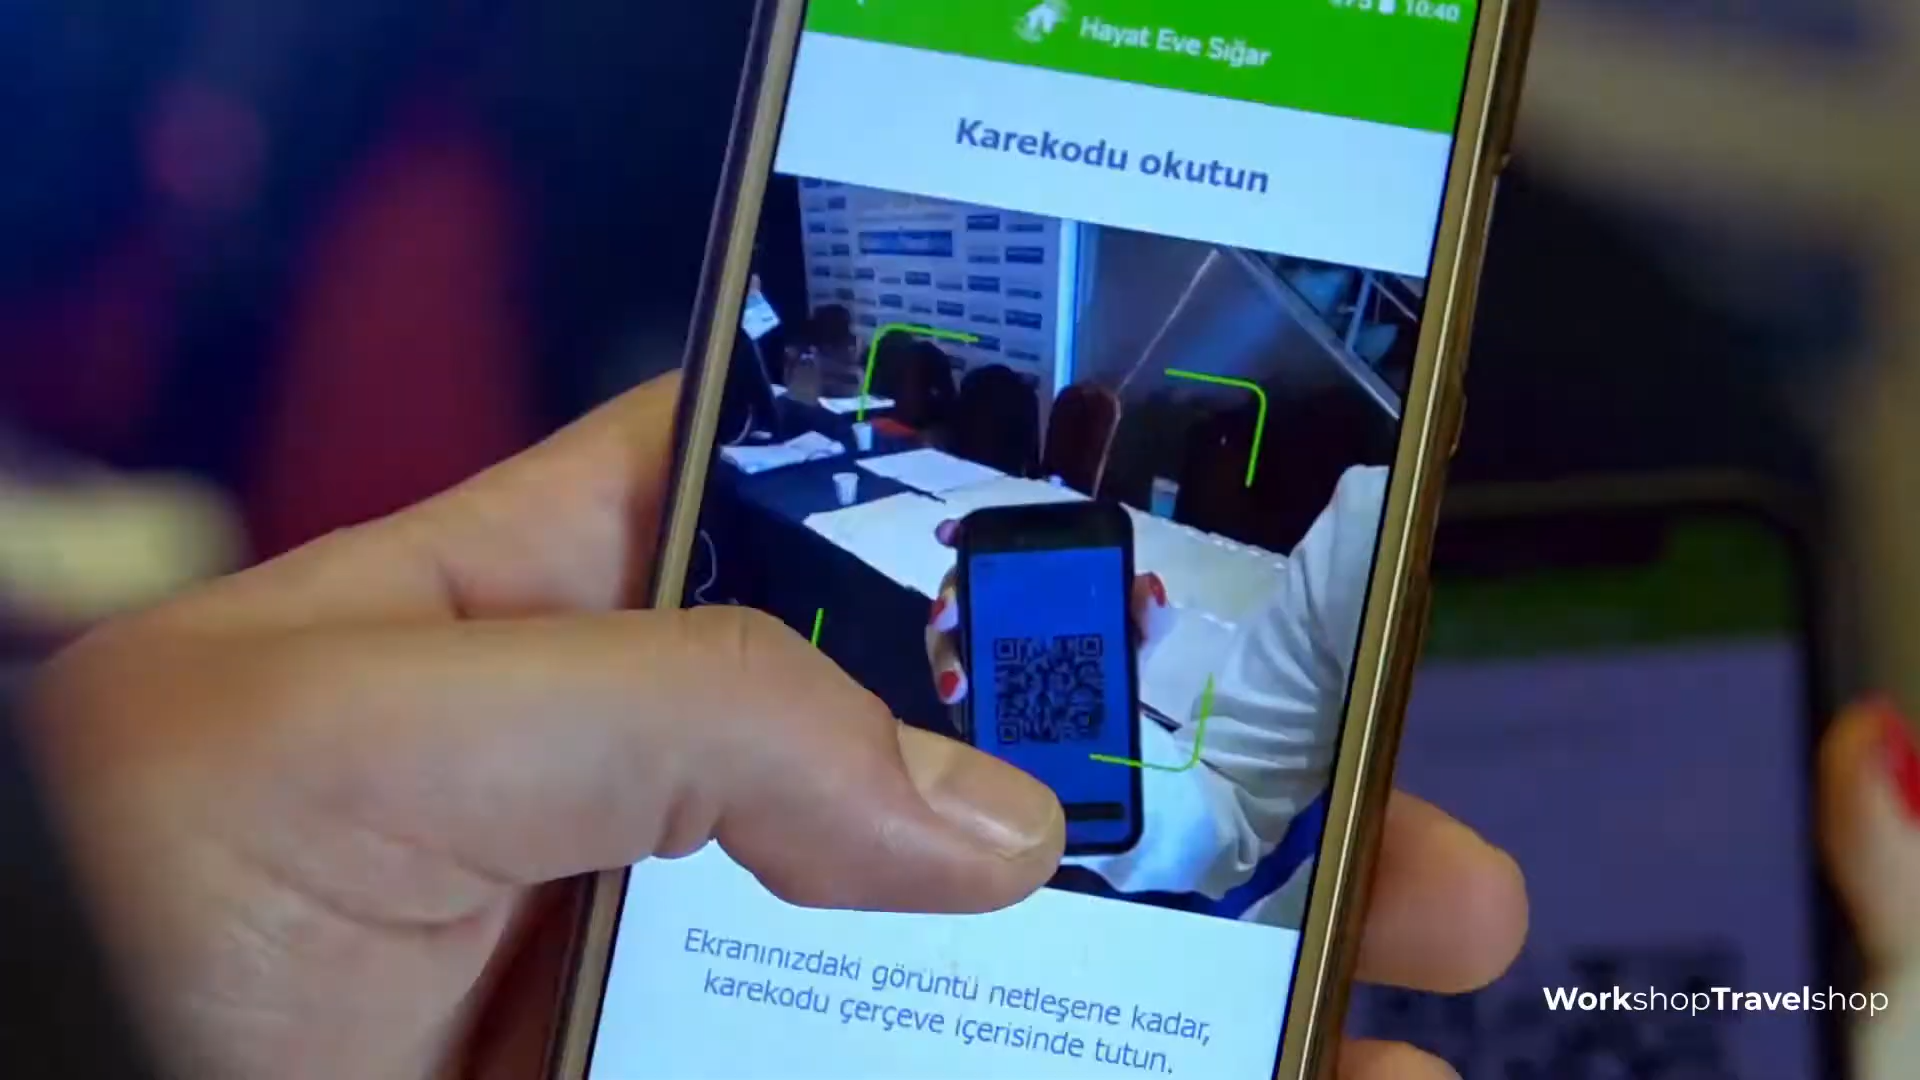 10:40
Hayat Eve Sığar
Karekodu okutun
Ekranınızdaki görüntü netleşene kadar,
karekodu çerçeve içerisinde tutun.
WorkshopTravelshop